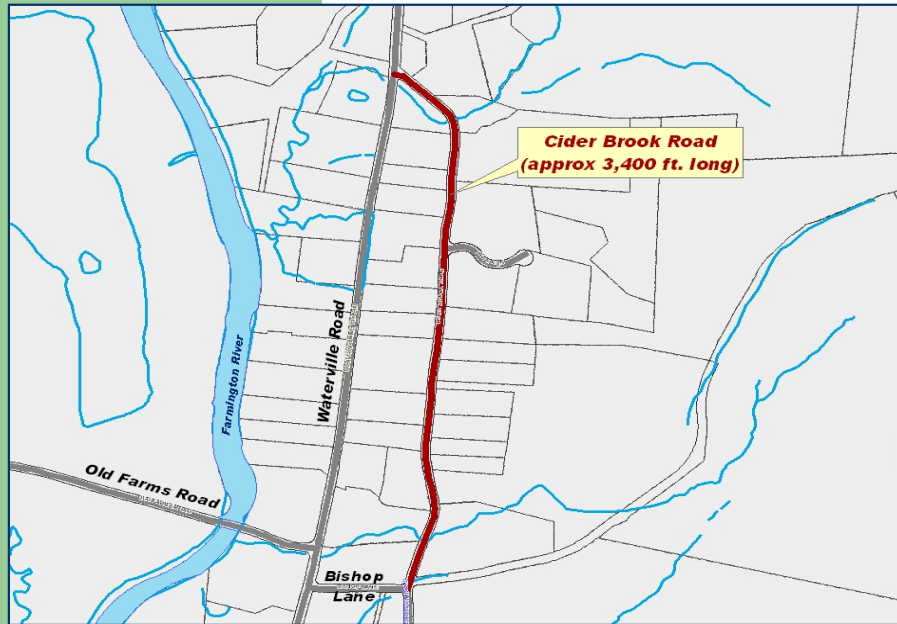 Cider Brook Road
(approx 3,400 ft. long)
Waterville Road
Farmington River
Old Farms Road
Bishop
Lane